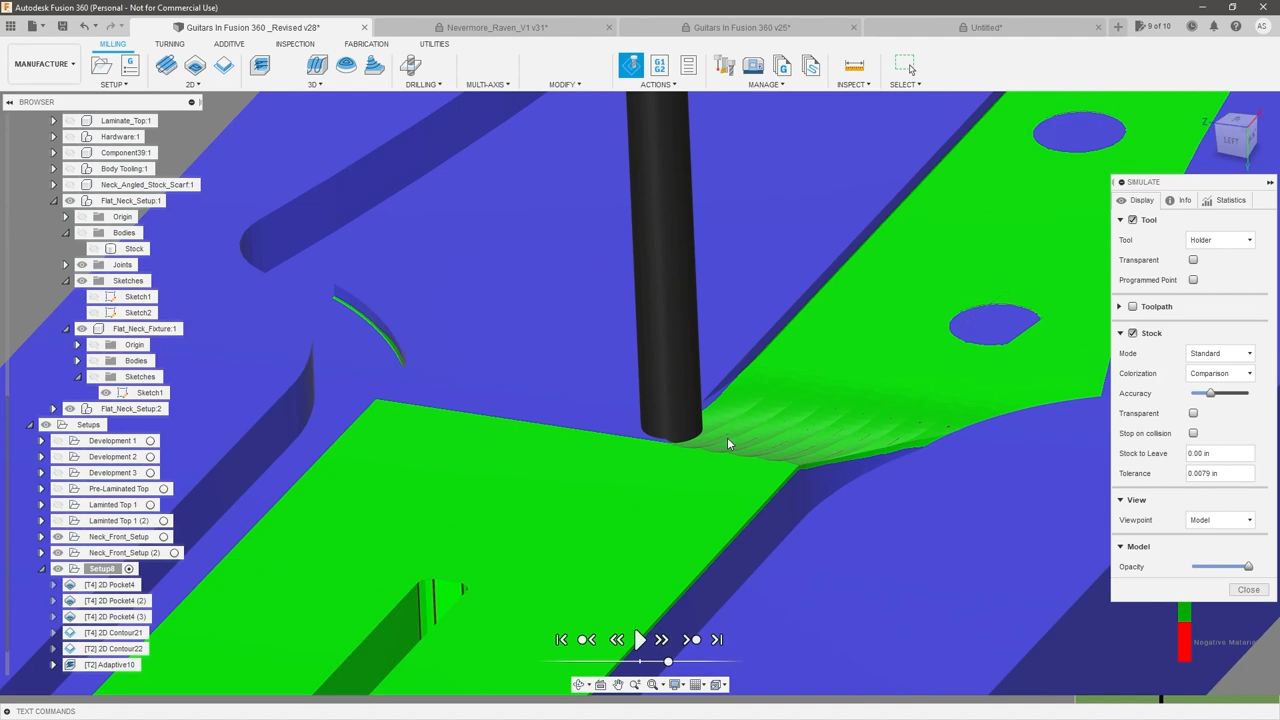 Autodesk Fusion 360 (Personal - Not for Commercial Use)
Guitars In Fusion 360 _Revised v28*
Nevermore_Raven_V1 v31*
Guitars In Fusion 360 v25*
Untitled*
9 of 10
AS
MILLING
TURNING
ADDITIVE
INSPECTION
FABRICATION
UTILITIES
MANUFACTURE
SETUP
2D
3D
DRILLING
MULTI-AXIS
MODIFY
ACTIONS
MANAGE
INSPECT
SELECT
G1
G2
BROWSER
Laminate_Top:1
Hardware:1
Component39:1
Body Tooling:1
Neck_Angled_Stock_Scarf:1
Flat_Neck_Setup:1
Origin
Bodies
Stock
Joints
Sketches
Sketch1
Sketch2
Flat_Neck_Fixture:1
Origin
Bodies
Sketches
Sketch1
Flat_Neck_Setup:2
Setups
Development 1
Development 2
Development 3
Pre-Laminated Top
Laminted Top 1
Laminted Top 1 (2)
Neck_Front_Setup
Neck_Front_Setup (2)
Setup8
[T4] 2D Pocket4
[T4] 2D Pocket4 (2)
[T4] 2D Pocket4 (3)
[T4] 2D Contour21
[T2] 2D Contour22
[T2] Adaptive10
Z
LEFT
SIMULATE
Display
Info
Statistics
Tool
Tool
Holder
Transparent
Programmed Point
Toolpath
Stock
Mode
Standard
Colorization
Comparison
Accuracy
Transparent
Stop on collision
Stock to Leave
0.00 in
Tolerance
0.0079 in
View
Viewpoint
Model
Model
Opacity
Close
Negative Material
TEXT COMMANDS